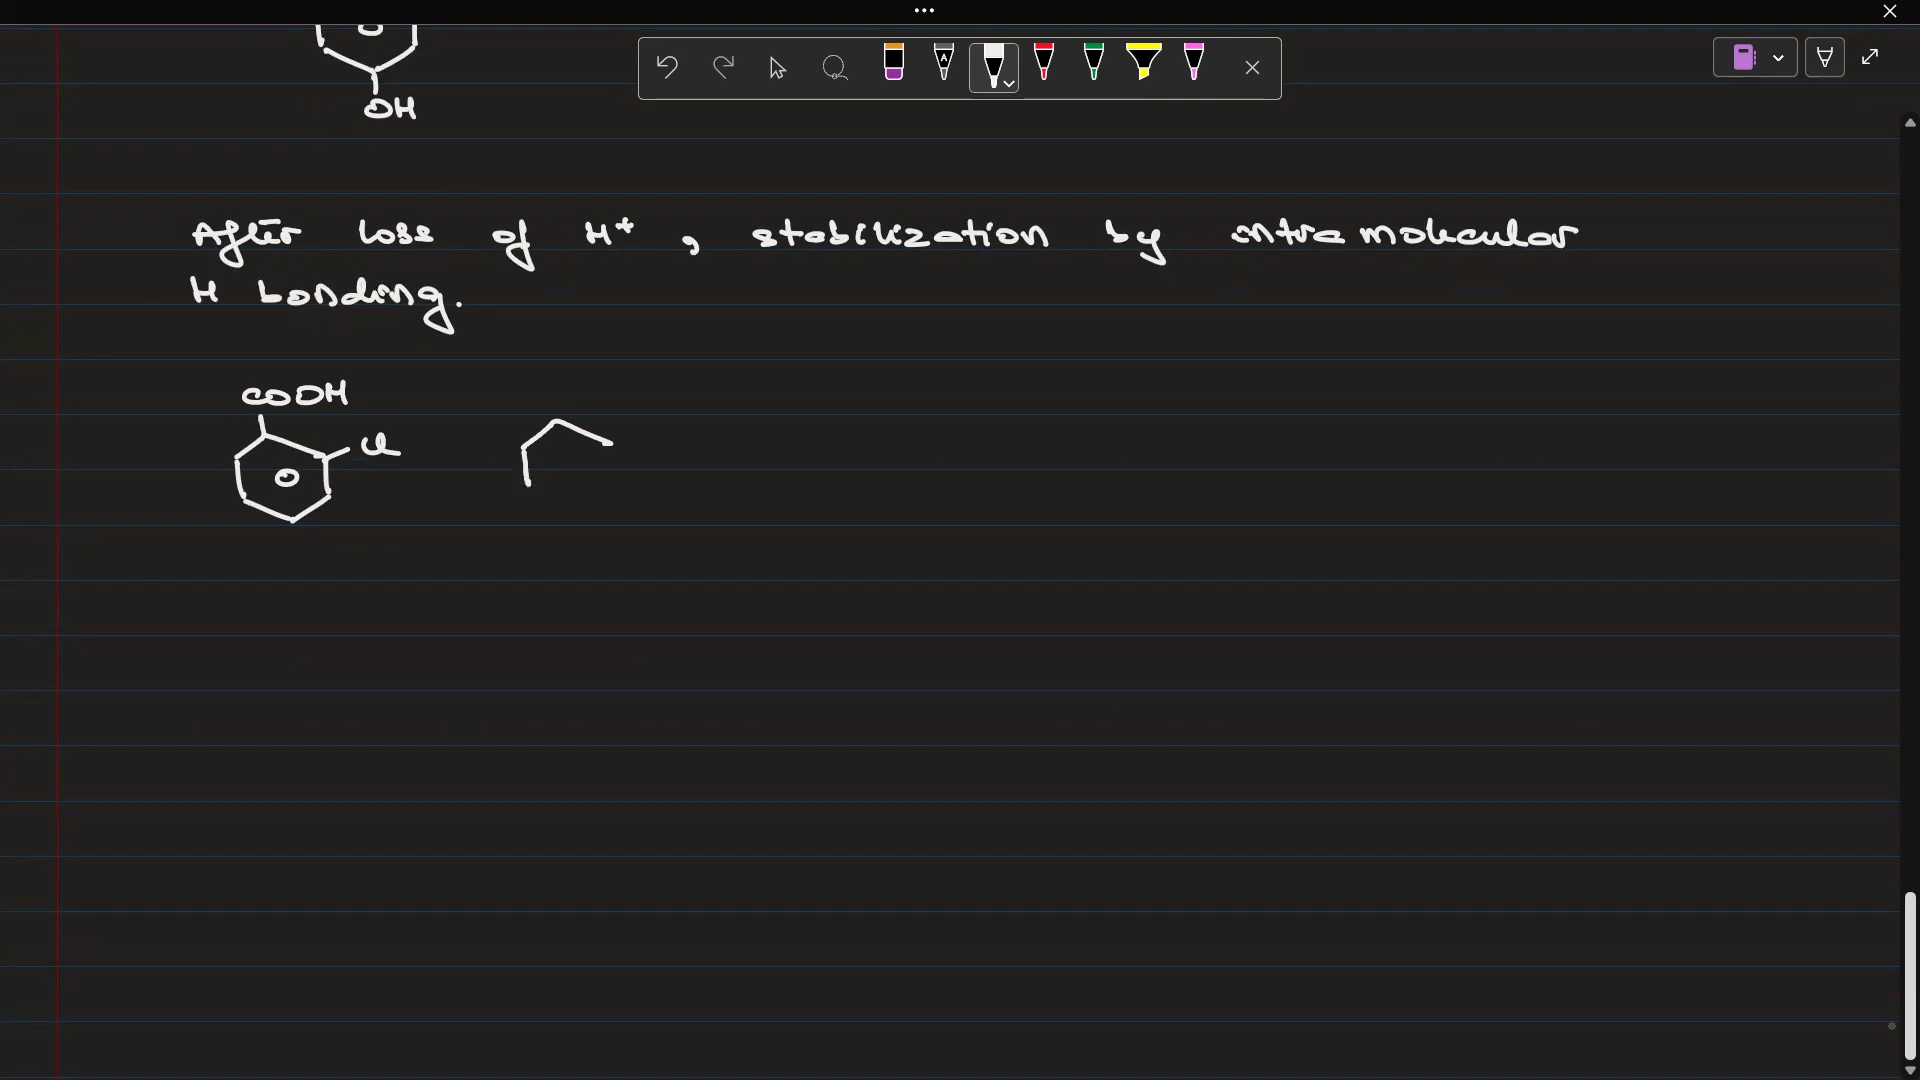 OH
After loss of H⁺, stabilization by intramolecular
H bonding.
COOH
Cl